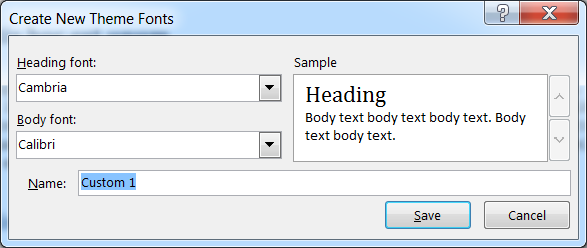 Create New Theme Fonts
?
Heading font:
Cambria
Body font:
Calibri
Sample
Heading
Body text body text body text. Body
text body text.
Name:
Custom 1
Save
Cancel